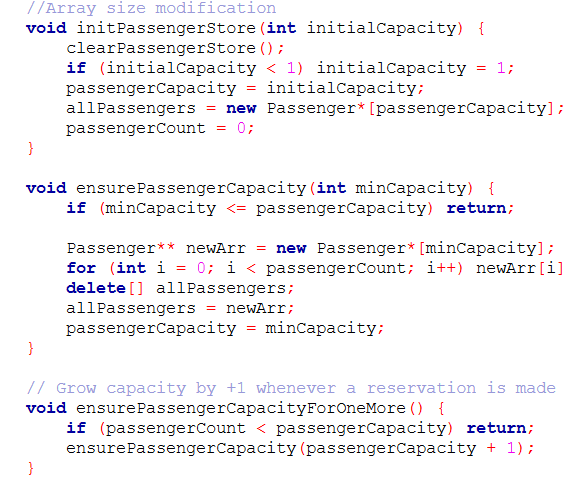 //Array size modification
void initPassengerStore(int initialCapacity) {
    clearPassengerStore();
    if (initialCapacity < 1) initialCapacity = 1;
    passengerCapacity = initialCapacity;
    allPassengers = new Passenger*[passengerCapacity];
    passengerCount = 0;
}

void ensurePassengerCapacity(int minCapacity) {
    if (minCapacity <= passengerCapacity) return;

    Passenger** newArr = new Passenger*[minCapacity];
    for (int i = 0; i < passengerCount; i++) newArr[i]
    delete[] allPassengers;
    allPassengers = newArr;
    passengerCapacity = minCapacity;
}

// Grow capacity by +1 whenever a reservation is made
void ensurePassengerCapacityForOneMore() {
    if (passengerCount < passengerCapacity) return;
    ensurePassengerCapacity(passengerCapacity + 1);
}